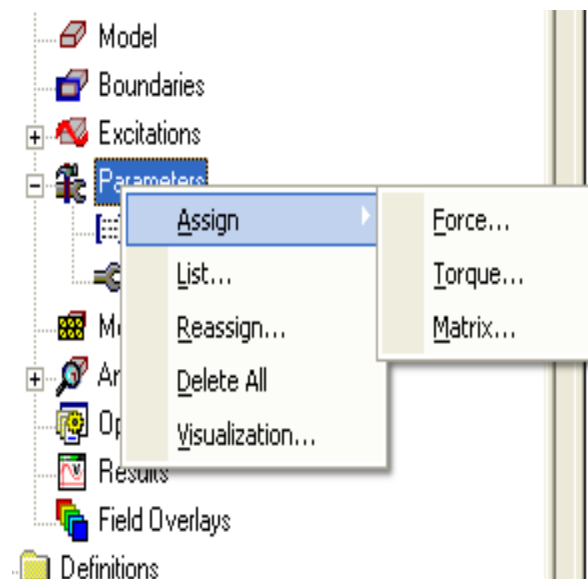 Model
Boundaries
Excitations
Parameters
Assign
List...
Reassign...
Delete All
Visualization...
Force...
Torque...
Matrix...
Results
Field Overlays
Definitions